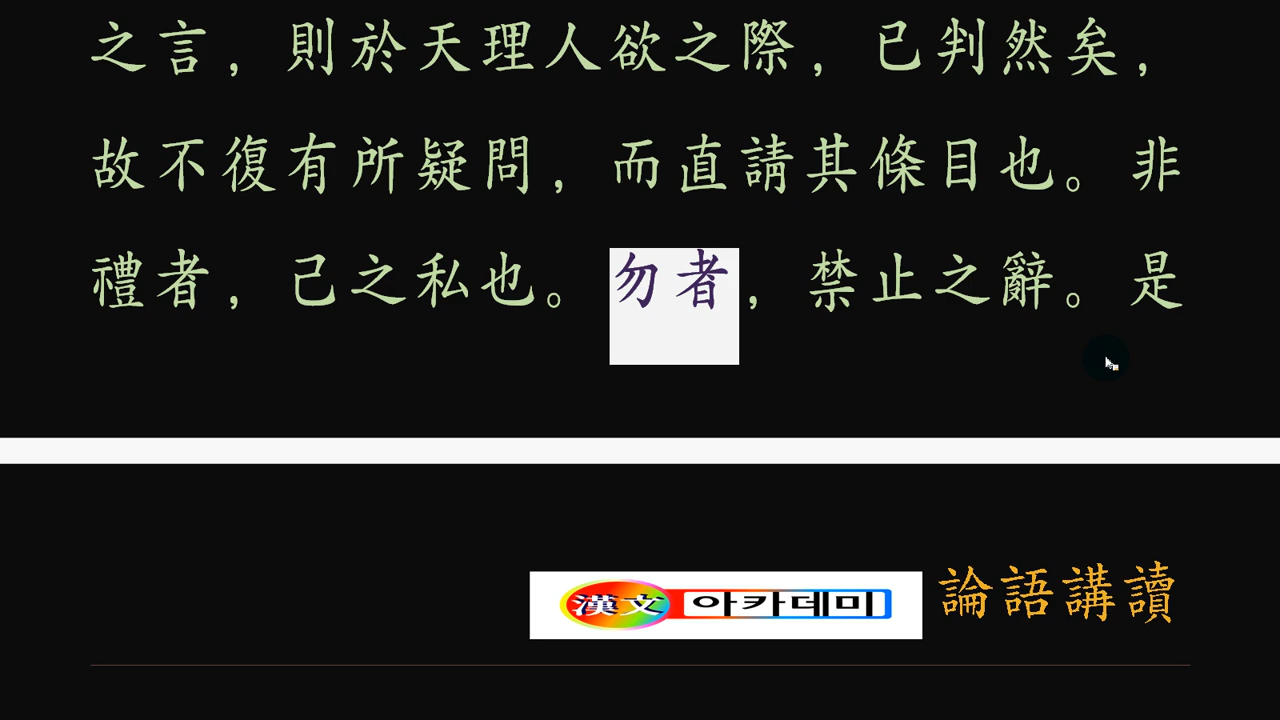 之言，則於天理人欲之際，已判然矣，
故不復有所疑問，而直請其條目也。非
禮者，己之私也。勿者，禁止之辭。是
漢文 아카데미 論語講讀